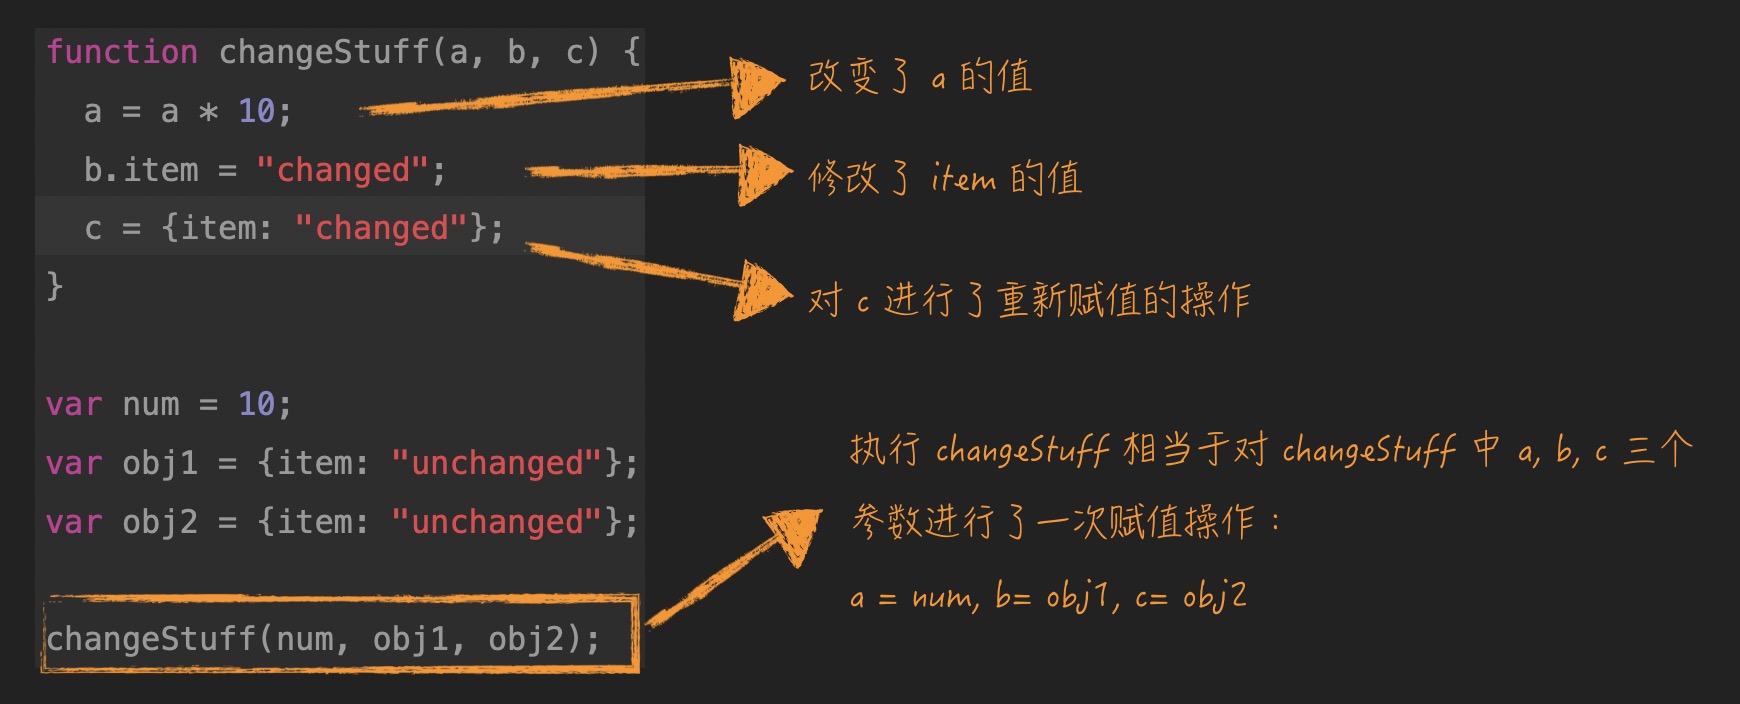 function changeStuff(a, b, c) {
a = a * 10;
改变了 a 的值
b.item = "changed";
修改了 item 的值
c = {item: "changed"};
对 c 进行了重新赋值的操作
}
var num = 10;
var obj1 = {item: "unchanged"};
var obj2 = {item: "unchanged"};
changeStuff(num, obj1, obj2);
执行 changeStuff 相当于对 changeStuff 中 a, b, c 三个
参数进行了一次赋值操作：
a = num, b= obj1, c= obj2